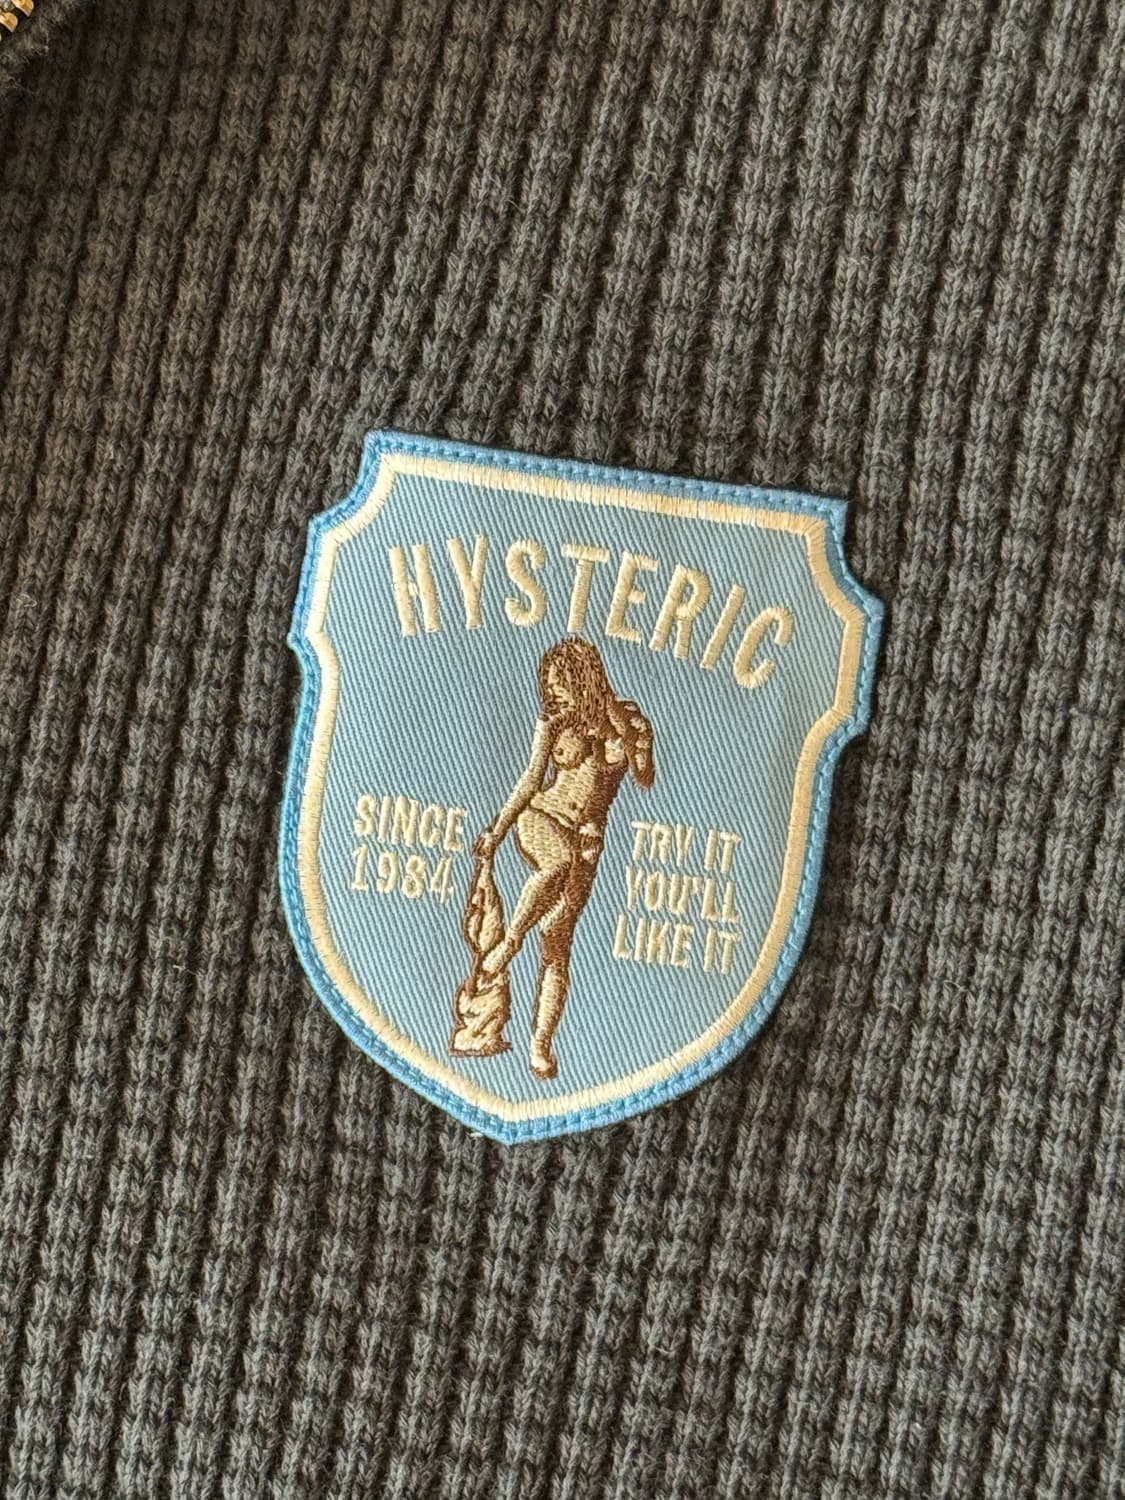 HYSTERIC
SINCE
1984
TRY IT
YOU'LL
LIKE IT